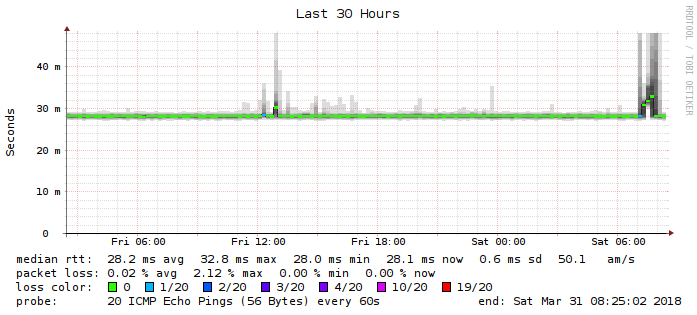 Last 30 Hours
RRDTOOL / TOBI OETIKER
Seconds
40 m
30 m
20 m
10 m
0
Fri 06:00 Fri 12:00 Fri 18:00 Sat 00:00 Sat 06:00
median rtt: 28.2 ms avg 32.8 ms max 28.0 ms min 28.1 ms now 0.6 ms sd 50.1 am/s
packet loss: 0.02 % avg 2.12 % max 0.00 % min 0.00 % now
loss color: 0 1/20 2/20 3/20 4/20 10/20 19/20
probe: 20 ICMP Echo Pings (56 Bytes) every 60s end: Sat Mar 31 08:25:02 2018